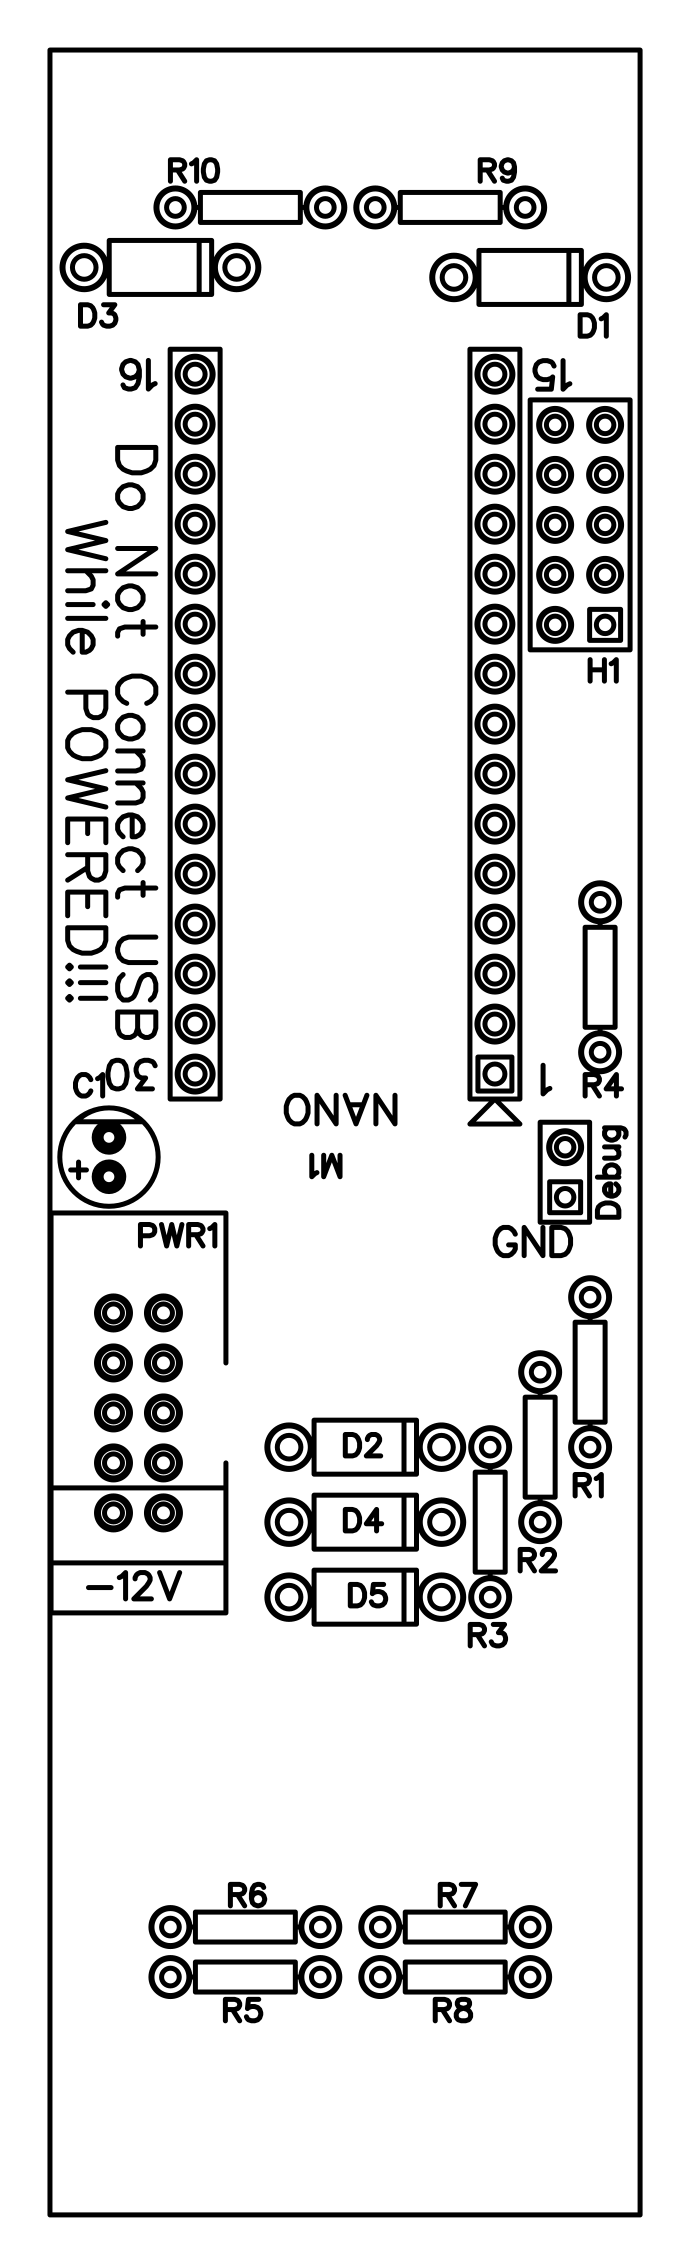 R10
R9
D3
D1
16
15
Do Not Connect USB
While POWERED!!!
H1
30
1
C1
R4
NANO
M1
+
Debug
GND
PWR1
D2
R1
D4
R2
-12V
D5
R3
R6
R7
R5
R8